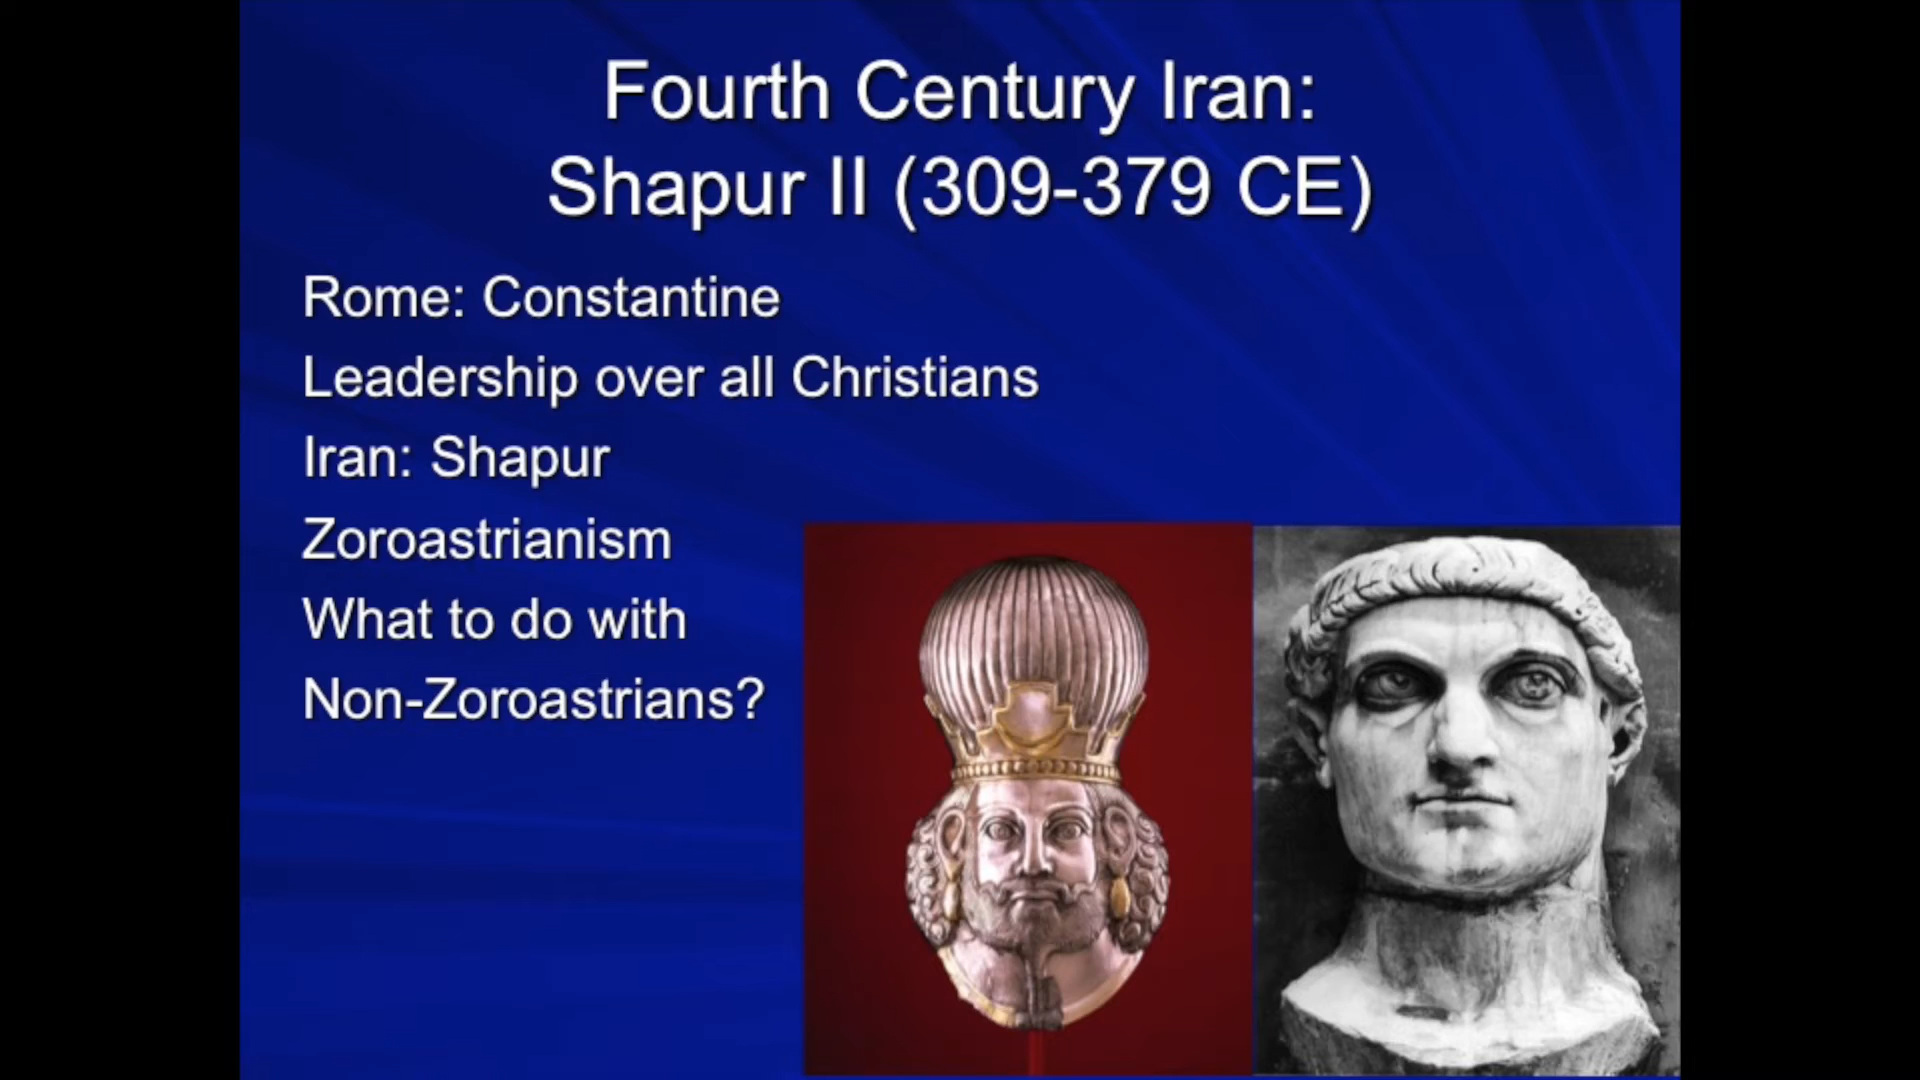 Fourth Century Iran:
Shapur II (309-379 CE)
Rome: Constantine
Leadership over all Christians
Iran: Shapur
Zoroastrianism
What to do with
Non-Zoroastrians?